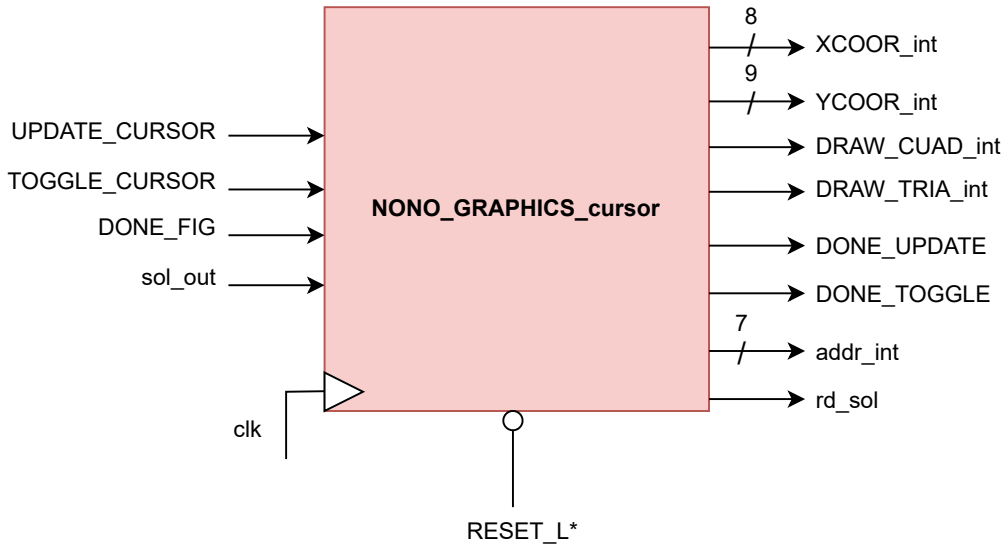 8
XCOOR_int
9
YCOOR_int
UPDATE_CURSOR
DRAW_CUAD_int
TOGGLE_CURSOR
DRAW_TRIA_int
NONO_GRAPHICS_cursor
DONE_FIG
DONE_UPDATE
sol_out
DONE_TOGGLE
7
addr_int
rd_sol
clk
RESET_L*